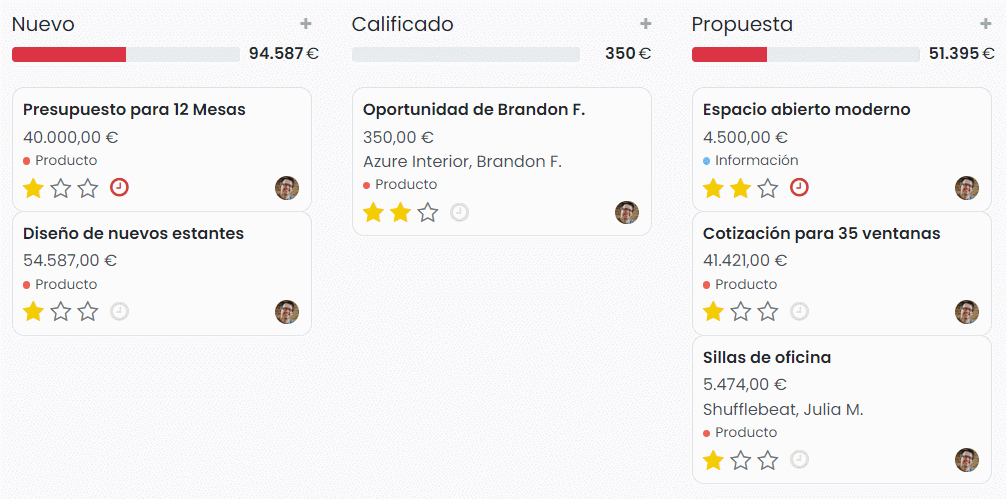 Nuevo +
94.587 €
Presupuesto para 12 Mesas
40.000,00 €
Producto
Diseño de nuevos estantes
54.587,00 €
Producto
Calificado +
350 €
Oportunidad de Brandon F.
350,00 €
Azure Interior, Brandon F.
Producto
Propuesta +
51.395 €
Espacio abierto moderno
4.500,00 €
Información
Cotización para 35 ventanas
41.421,00 €
Producto
Sillas de oficina
5.474,00 €
Shufflebeat, Julia M.
Producto